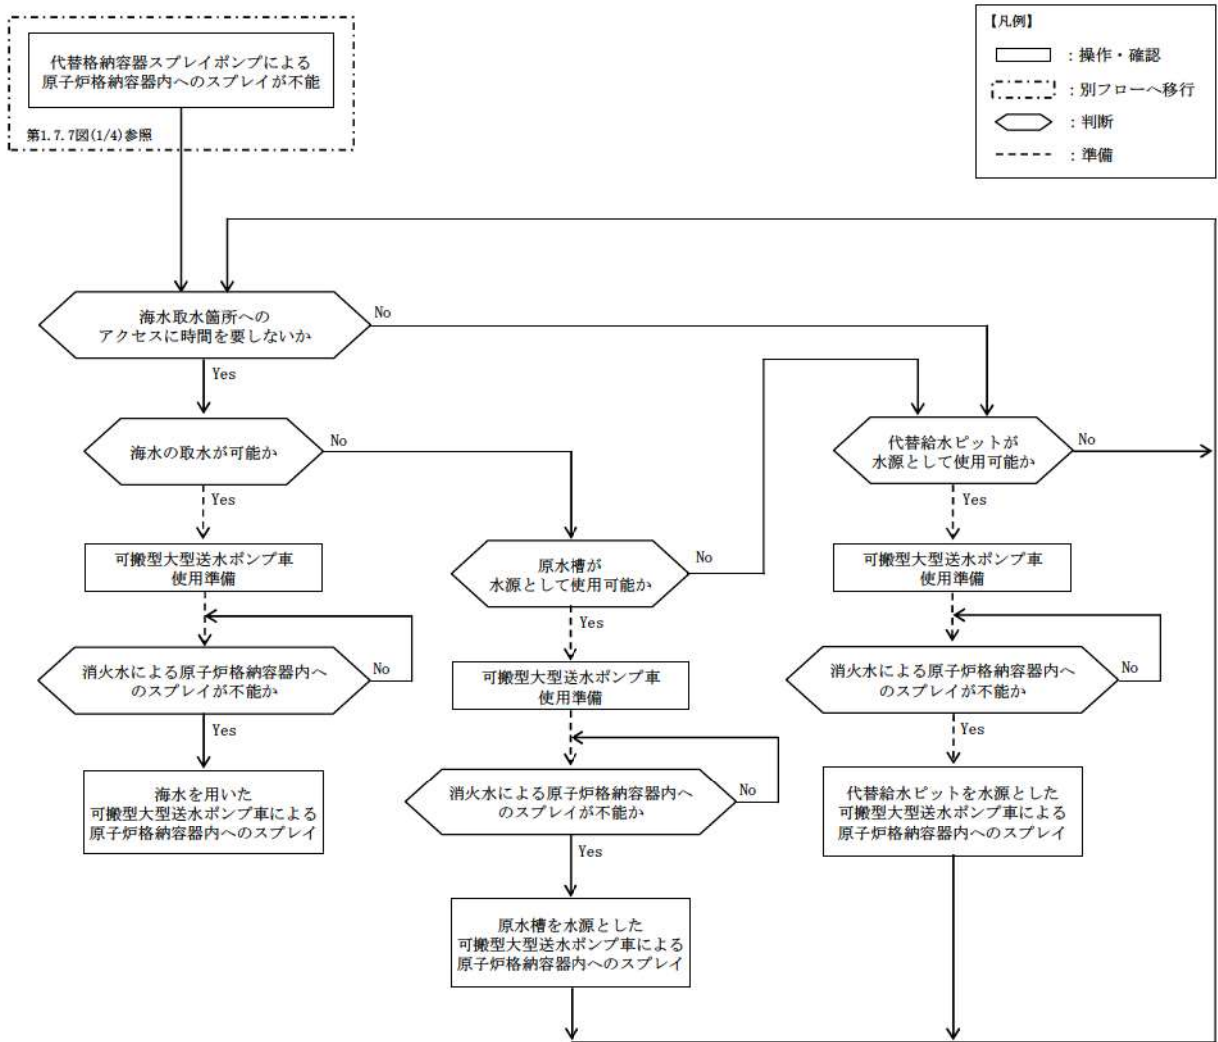 代替格納容器スプレイポンプによる
原子炉格納容器内へのスプレイが不能
第1.7.7図(1/4)参照
【凡例】
：操作・確認
：別フローへ移行
：判断
：準備
海水取水箇所への
アクセスに時間を要しないか
No
Yes
海水の取水が可能か
No
Yes
可搬型大型送水ポンプ車
使用準備
消火水による原子炉格納容器内へ
のスプレイが不能か
No
Yes
海水を用いた
可搬型大型送水ポンプ車による
原子炉格納容器内へのスプレイ
原水槽が
水源として使用可能か
No
Yes
可搬型大型送水ポンプ車
使用準備
消火水による原子炉格納容器内へ
のスプレイが不能か
No
Yes
原水槽を水源とした
可搬型大型送水ポンプ車による
原子炉格納容器内へのスプレイ
代替給水ピットが
水源として使用可能か
No
Yes
可搬型大型送水ポンプ車
使用準備
消火水による原子炉格納容器内へ
のスプレイが不能か
No
Yes
代替給水ピットを水源とした
可搬型大型送水ポンプ車による
原子炉格納容器内へのスプレイ